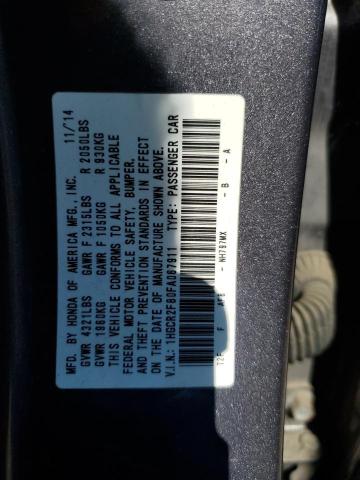 MFD. BY HONDA OF AMERICA MFG., INC. 11/'14
GVWR 4321LBS GAWR F 2315LBS R 2050LBS
GVWR 1960KG GAWR F 1050KG R 930KG
THIS VEHICLE CONFORMS TO ALL APPLICABLE
FEDERAL MOTOR VEHICLE SAFETY, BUMPER,
AND THEFT PREVENTION STANDARDS IN EFFECT
ON THE DATE OF MANUFACTURE SHOWN ABOVE.
V.I.N.: 1HGCR2F80FA067911 TYPE: PASSENGER CAR
NH797MX - B - A